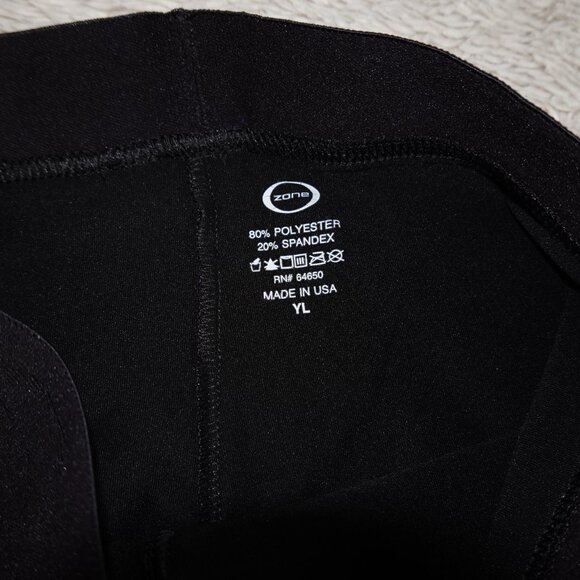 zone
80% POLYESTER
20% SPANDEX
RN# 64650
MADE IN USA
YL